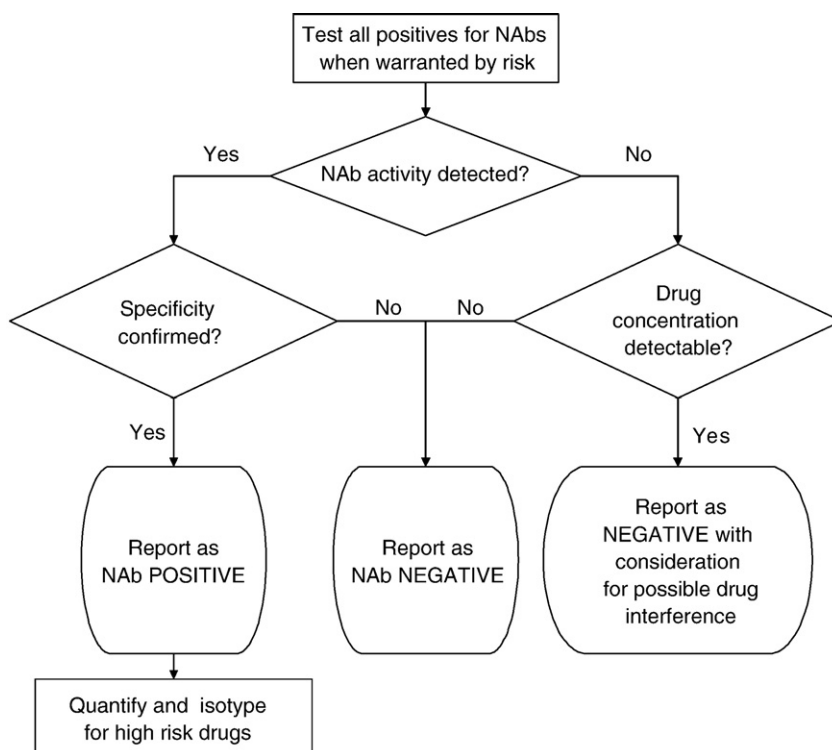 Test all positives for NAbs
when warranted by risk
Yes
NAb activity detected?
No
Specificity
confirmed?
No
No
Drug
concentration
detectable?
Yes
Yes
Report as
NAb POSITIVE
Report as
NAb NEGATIVE
Report as
NEGATIVE with
consideration
for possible drug
interference
Quantify and isotype
for high risk drugs